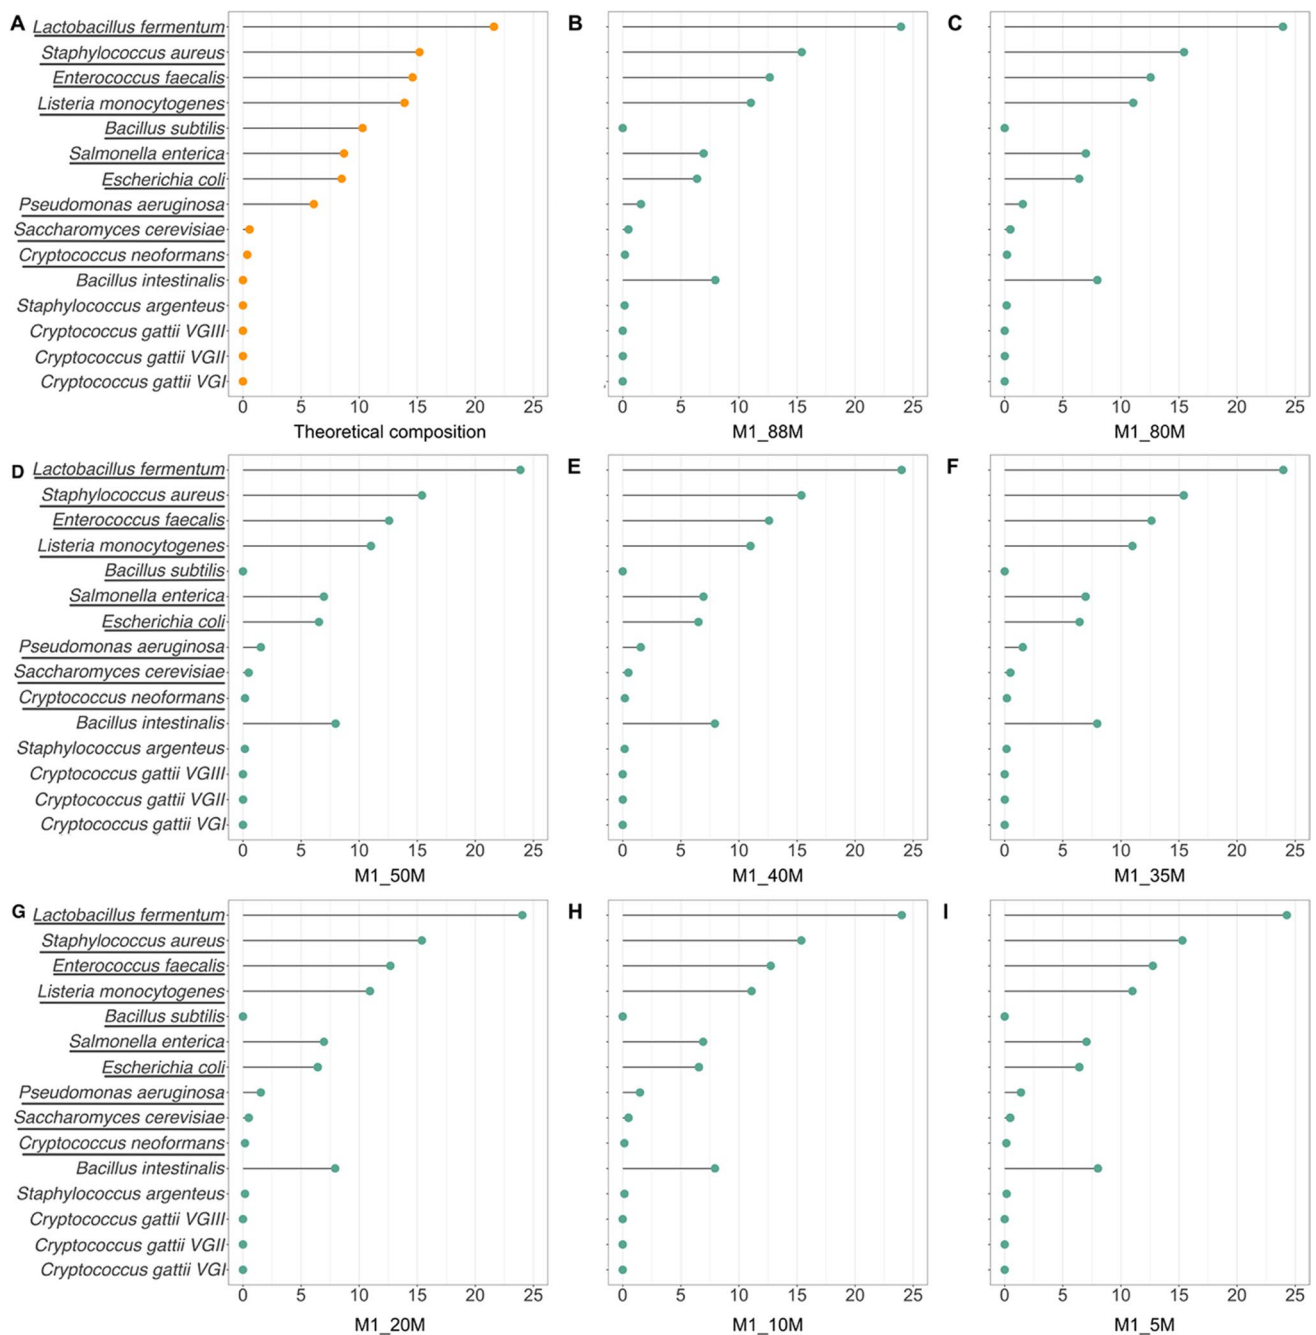 A
B
C
Lactobacillus fermentum
Staphylococcus aureus
Enterococcus faecalis
Listeria monocytogenes
Bacillus subtilis
Salmonella enterica
Escherichia coli
Pseudomonas aeruginosa
Saccharomyces cerevisiae
Cryptococcus neoformans
Bacillus intestinalis
Staphylococcus argenteus
Cryptococcus gattii VGIII
Cryptococcus gattii VGII
Cryptococcus gattii VGI
0 5 10 15 20 25 0 5 10 15 20 25 0 5 10 15 20 25
Theoretical composition M1_88M M1_80M
D
E
F
Lactobacillus fermentum
Staphylococcus aureus
Enterococcus faecalis
Listeria monocytogenes
Bacillus subtilis
Salmonella enterica
Escherichia coli
Pseudomonas aeruginosa
Saccharomyces cerevisiae
Cryptococcus neoformans
Bacillus intestinalis
Staphylococcus argenteus
Cryptococcus gattii VGIII
Cryptococcus gattii VGII
Cryptococcus gattii VGI
0 5 10 15 20 25 0 5 10 15 20 25 0 5 10 15 20 25
M1_50M M1_40M M1_35M
G
H
I
Lactobacillus fermentum
Staphylococcus aureus
Enterococcus faecalis
Listeria monocytogenes
Bacillus subtilis
Salmonella enterica
Escherichia coli
Pseudomonas aeruginosa
Saccharomyces cerevisiae
Cryptococcus neoformans
Bacillus intestinalis
Staphylococcus argenteus
Cryptococcus gattii VGIII
Cryptococcus gattii VGII
Cryptococcus gattii VGI
0 5 10 15 20 25 0 5 10 15 20 25 0 5 10 15 20 25
M1_20M M1_10M M1_5M